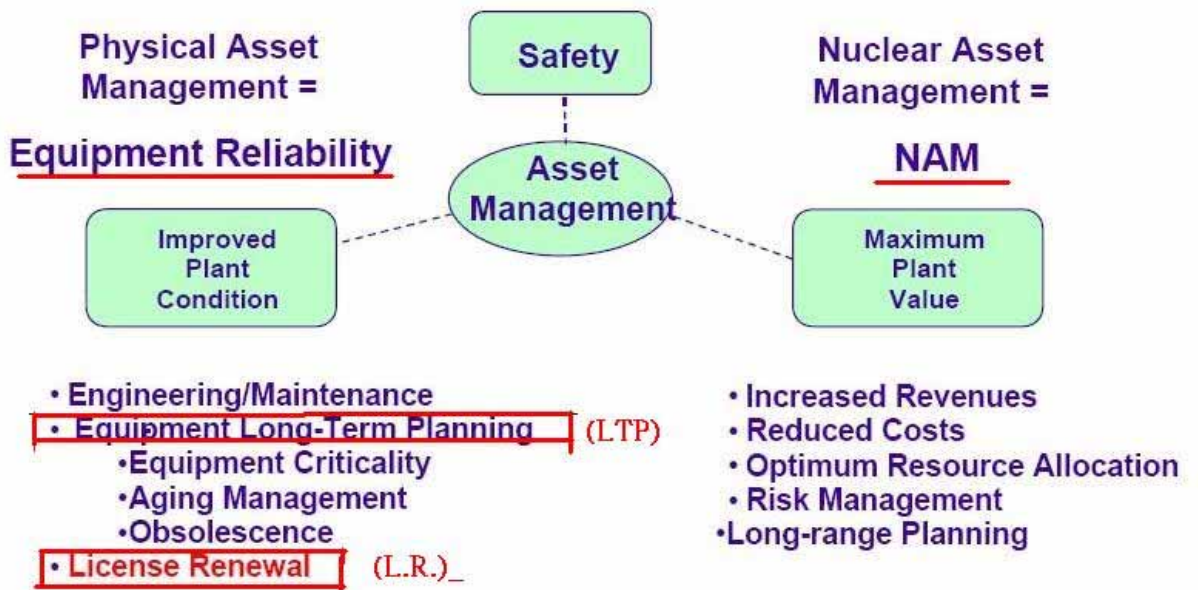 Physical Asset
Management =
Equipment Reliability
Safety
Nuclear Asset
Management =
NAM
Asset
Management
Improved
Plant
Condition
Maximum
Plant
Value
• Engineering/Maintenance
• Equipment Long-Term Planning (LTP)
•Equipment Criticality
•Aging Management
•Obsolescence
• License Renewal (L.R.)_
• Increased Revenues
• Reduced Costs
• Optimum Resource Allocation
• Risk Management
•Long-range Planning